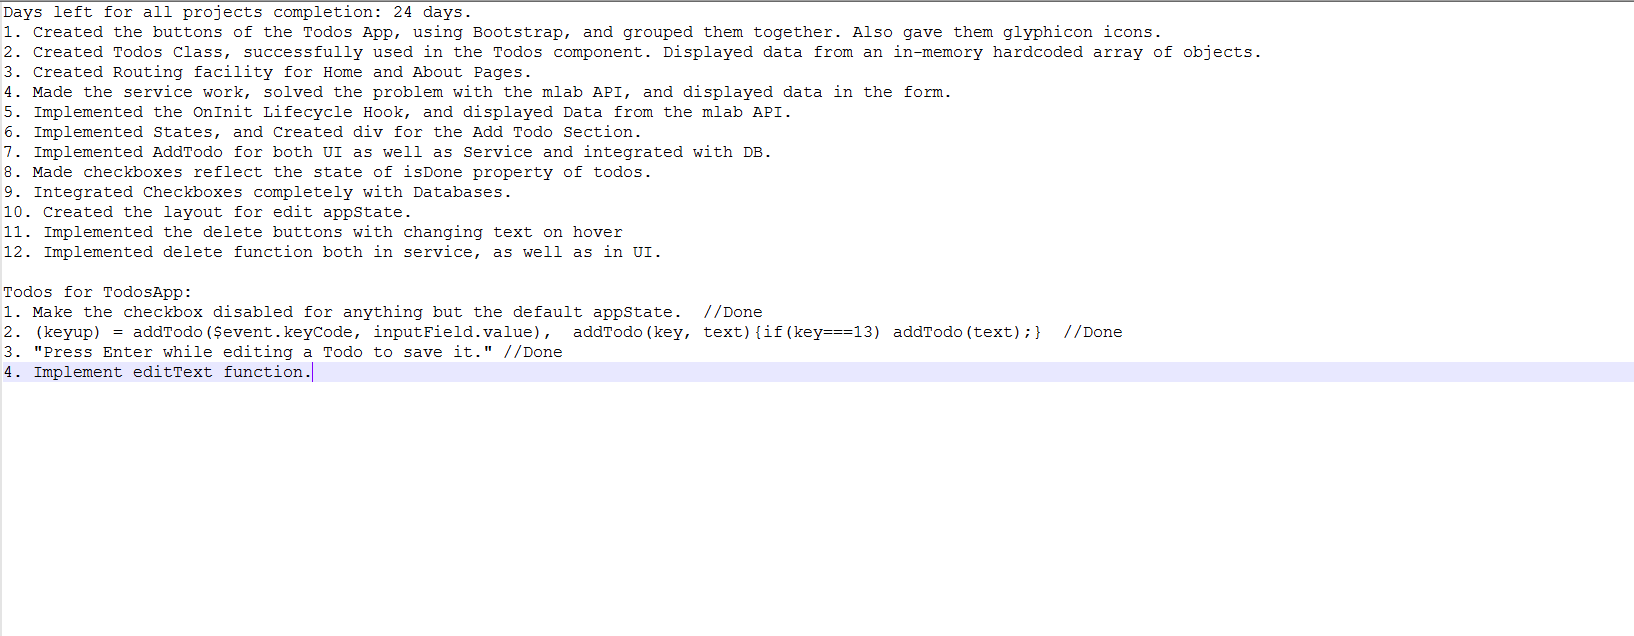 Days left for all projects completion: 24 days.
1. Created the buttons of the Todos App, using Bootstrap, and grouped them together. Also gave them glyphicon icons.
2. Created Todos Class, successfully used in the Todos component. Displayed data from an in-memory hardcoded array of objects.
3. Created Routing facility for Home and About Pages.
4. Made the service work, solved the problem with the mlab API, and displayed data in the form.
5. Implemented the OnInit Lifecycle Hook, and displayed Data from the mlab API.
6. Implemented States, and Created div for the Add Todo Section.
7. Implemented AddTodo for both UI as well as Service and integrated with DB.
8. Made checkboxes reflect the state of isDone property of todos.
9. Integrated Checkboxes completely with Databases.
10. Created the layout for edit appState.
11. Implemented the delete buttons with changing text on hover
12. Implemented delete function both in service, as well as in UI.

Todos for TodosApp:
1. Make the checkbox disabled for anything but the default appState.  //Done
2. (keyup) = addTodo($event.keyCode, inputField.value),  addTodo(key, text){if(key===13) addTodo(text);}  //Done
3. "Press Enter while editing a Todo to save it." //Done
4. Implement editText function.